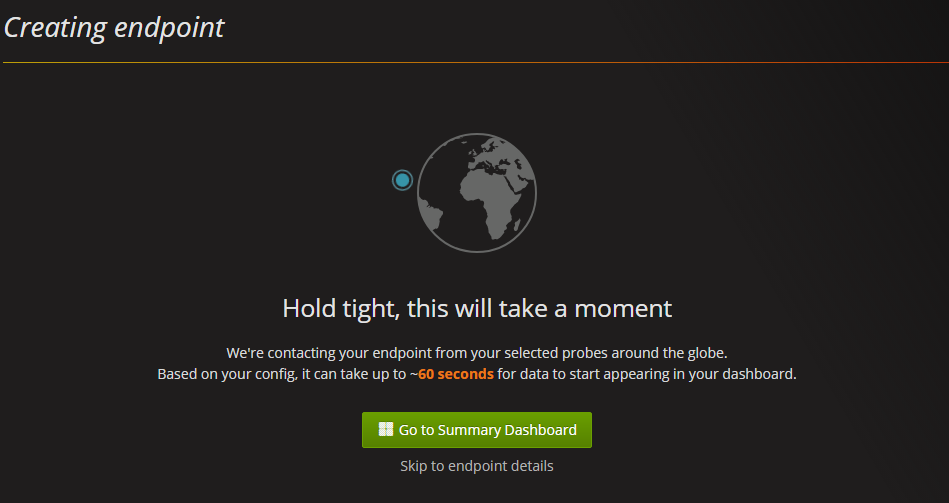 Creating endpoint
Hold tight, this will take a moment
We're contacting your endpoint from your selected probes around the globe.
Based on your config, it can take up to ~60 seconds for data to start appearing in your dashboard.
Go to Summary Dashboard
Skip to endpoint details